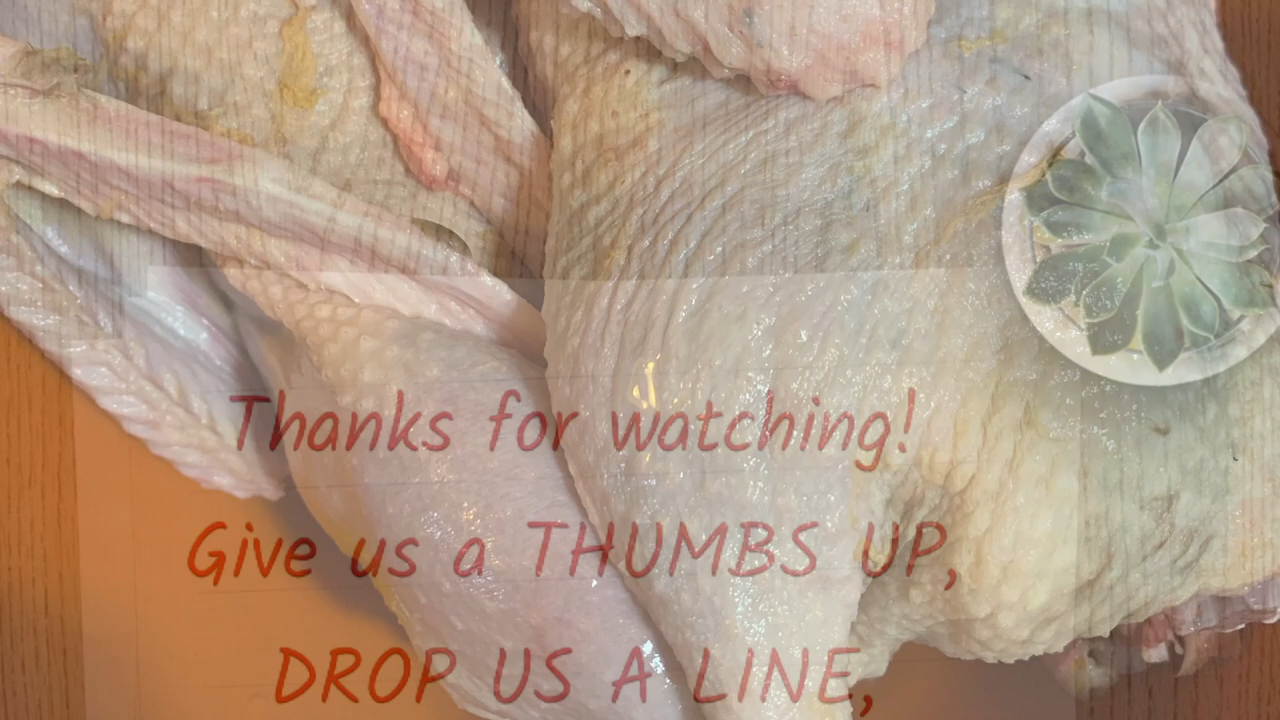 Thanks for watching!
Give us a THUMBS UP,
DROP US A LINE,